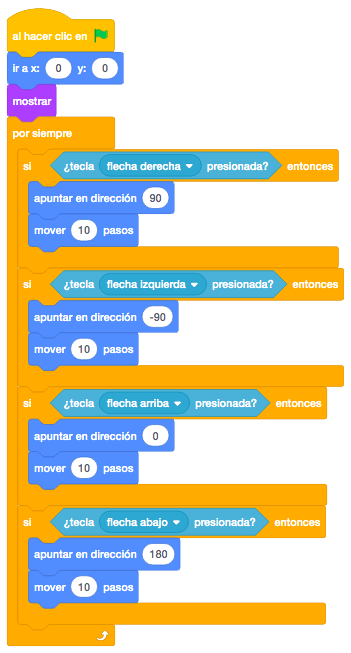 al hacer clic en
ir a x: 0 y: 0
mostrar
por siempre
si ¿tecla flecha derecha presionada? entonces
apuntar en dirección 90
mover 10 pasos
si ¿tecla flecha izquierda presionada? entonces
apuntar en dirección -90
mover 10 pasos
si ¿tecla flecha arriba presionada? entonces
apuntar en dirección 0
mover 10 pasos
si ¿tecla flecha abajo presionada? entonces
apuntar en dirección 180
mover 10 pasos